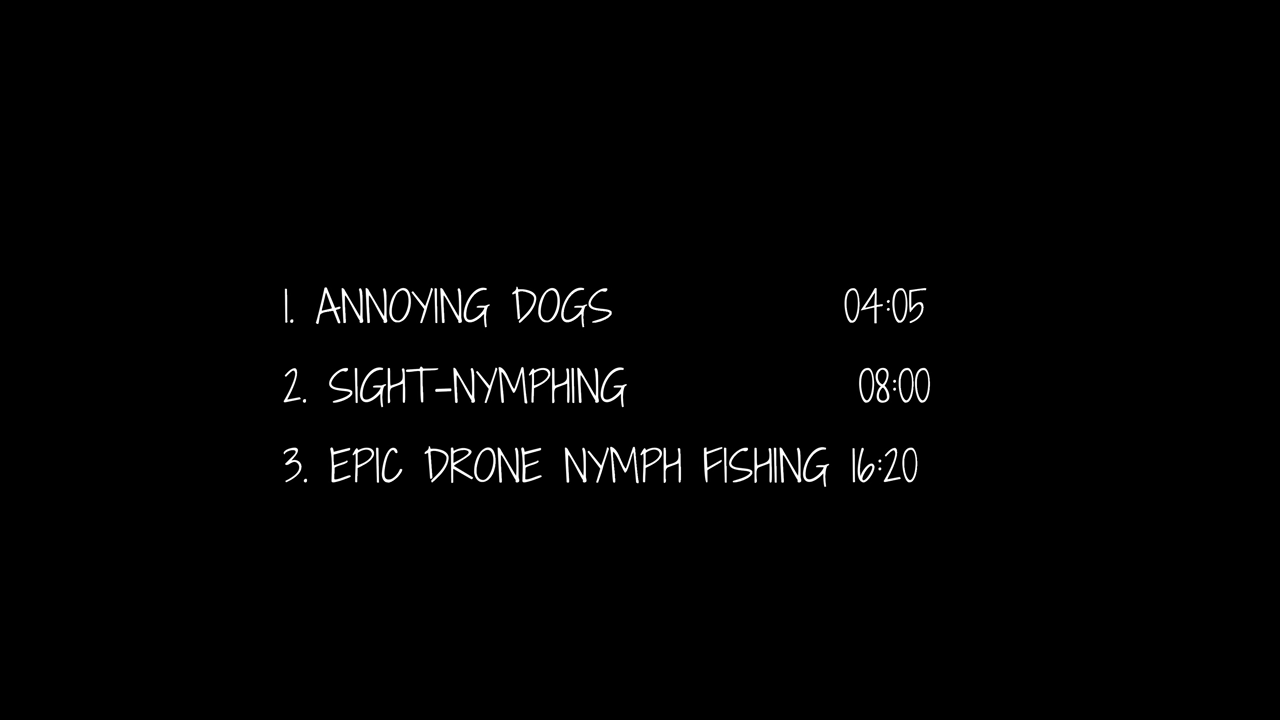 1. ANNOYING DOGS 04:05
2. SIGHT-NYMPHING 08:00
3. EPIC DRONE NYMPH FISHING 16:20